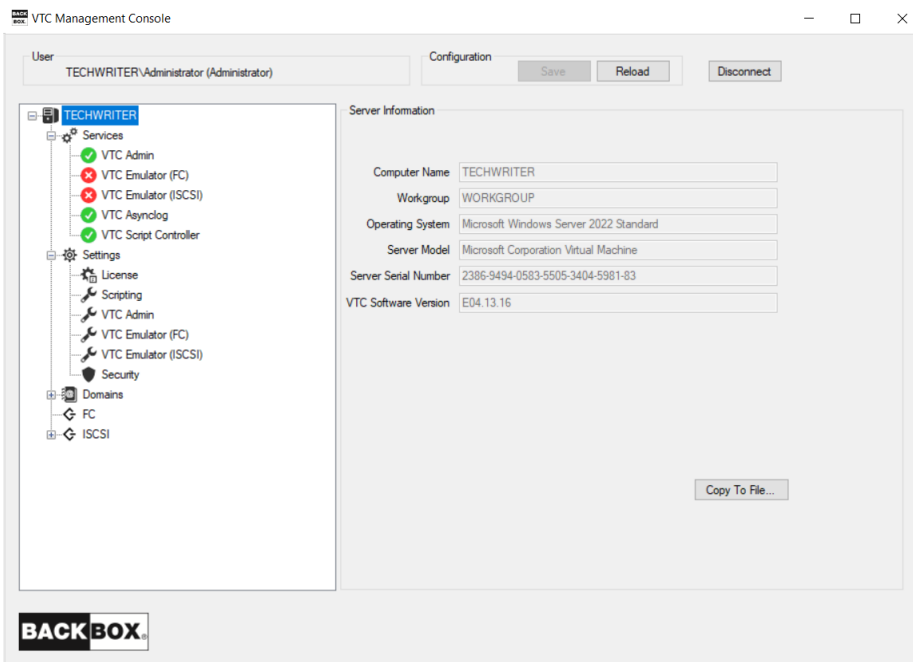 BACK BOX. VTC Management Console
User
TECHWRITER\Administrator (Administrator)
Configuration
Save Reload Disconnect
TECHWRITER
Services
VTC Admin
VTC Emulator (FC)
VTC Emulator (ISCSI)
VTC Asynclog
VTC Script Controller
Settings
License
Scripting
VTC Admin
VTC Emulator (FC)
VTC Emulator (ISCSI)
Security
Domains
FC
ISCSI
Server Information
Computer Name TECHWRITER
Workgroup WORKGROUP
Operating System Microsoft Windows Server 2022 Standard
Server Model Microsoft Corporation Virtual Machine
Server Serial Number 2386-9494-0583-5505-3404-5981-83
VTC Software Version E04.13.16
Copy To File...
BACKBOX®